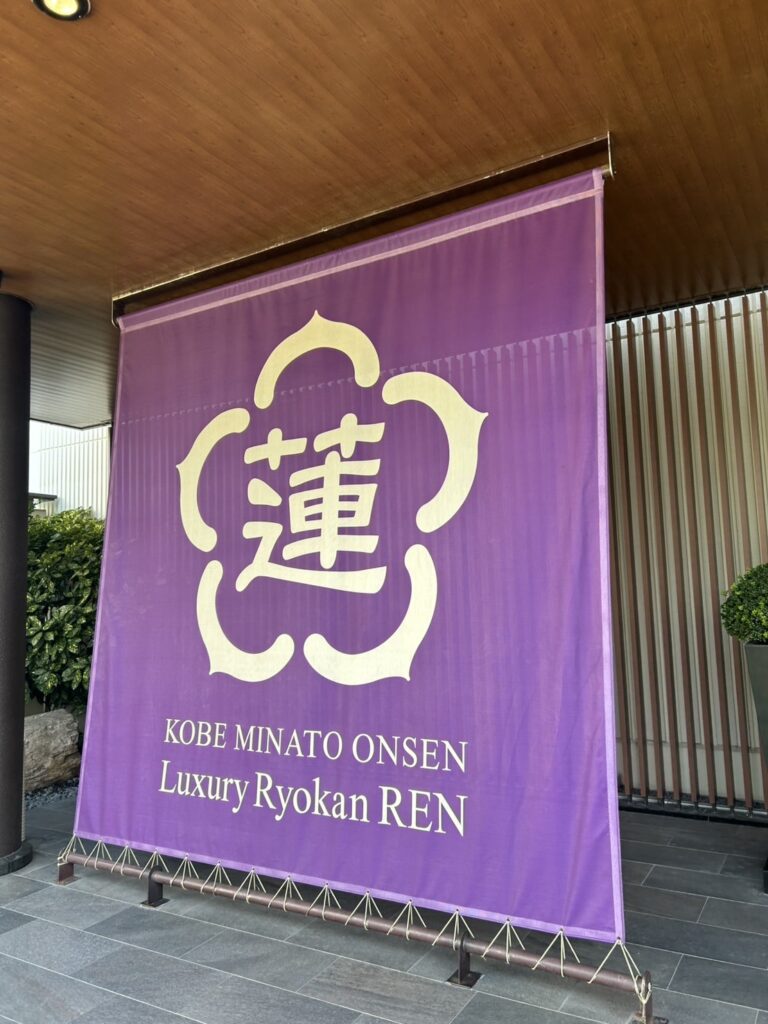 蓮
KOBE MINATO ONSEN
Luxury Ryokan REN